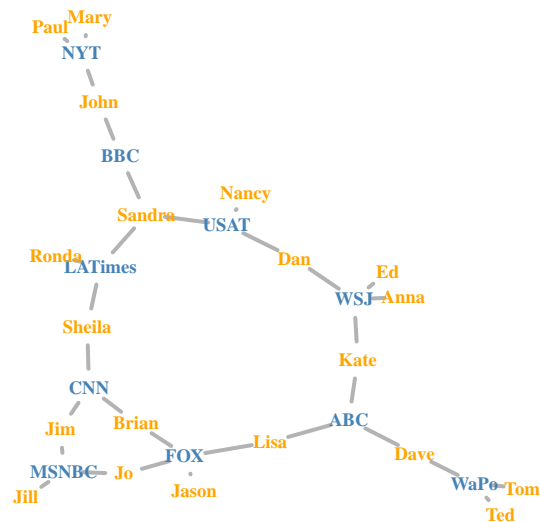 Mary
Paul
NYT
John
BBC
Nancy
Sandra
USAT
Ronda
LATimes
Dan
Ed
WSJ
Anna
Sheila
Kate
CNN
Brian
ABC
Jim
Lisa
Dave
FOX
MSNBC
Jo
WaPo
Tom
Jill
Jason
Ted